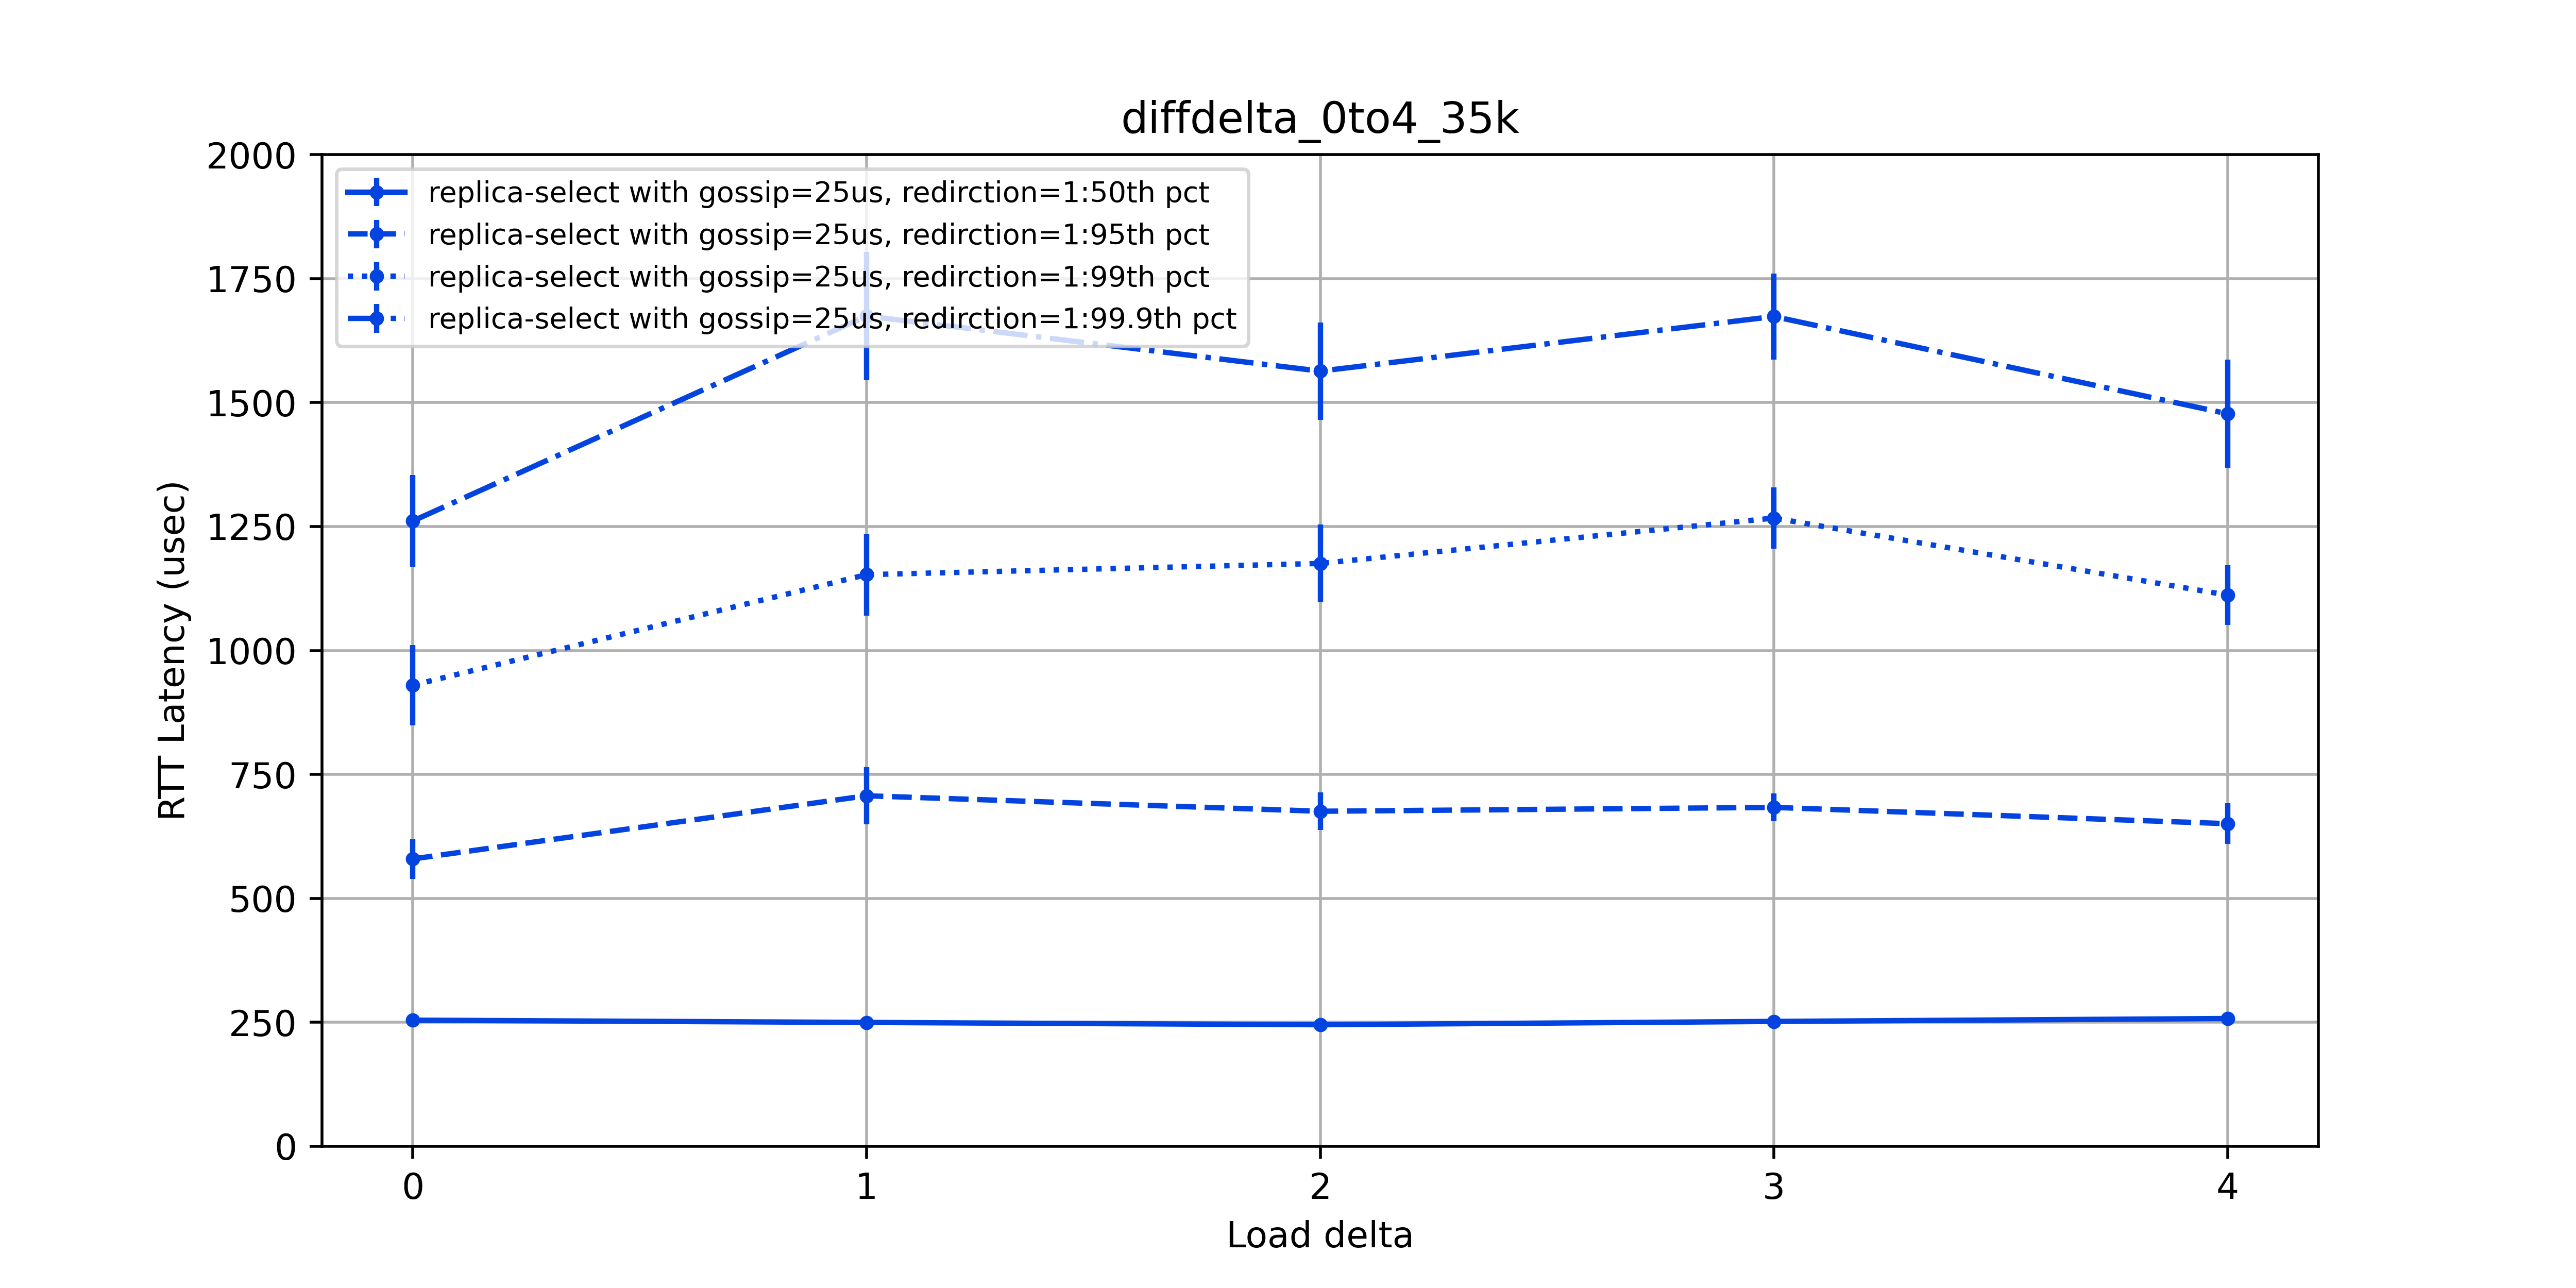 diffdelta_0to4_35k
2000
1750
1500
1250
1000
750
500
250
0
RTT Latency (usec)
replica-select with gossip=25us, redirction=1:50th pct
replica-select with gossip=25us, redirction=1:95th pct
replica-select with gossip=25us, redirction=1:99th pct
replica-select with gossip=25us, redirction=1:99.9th pct
0 1 2 3 4
Load delta